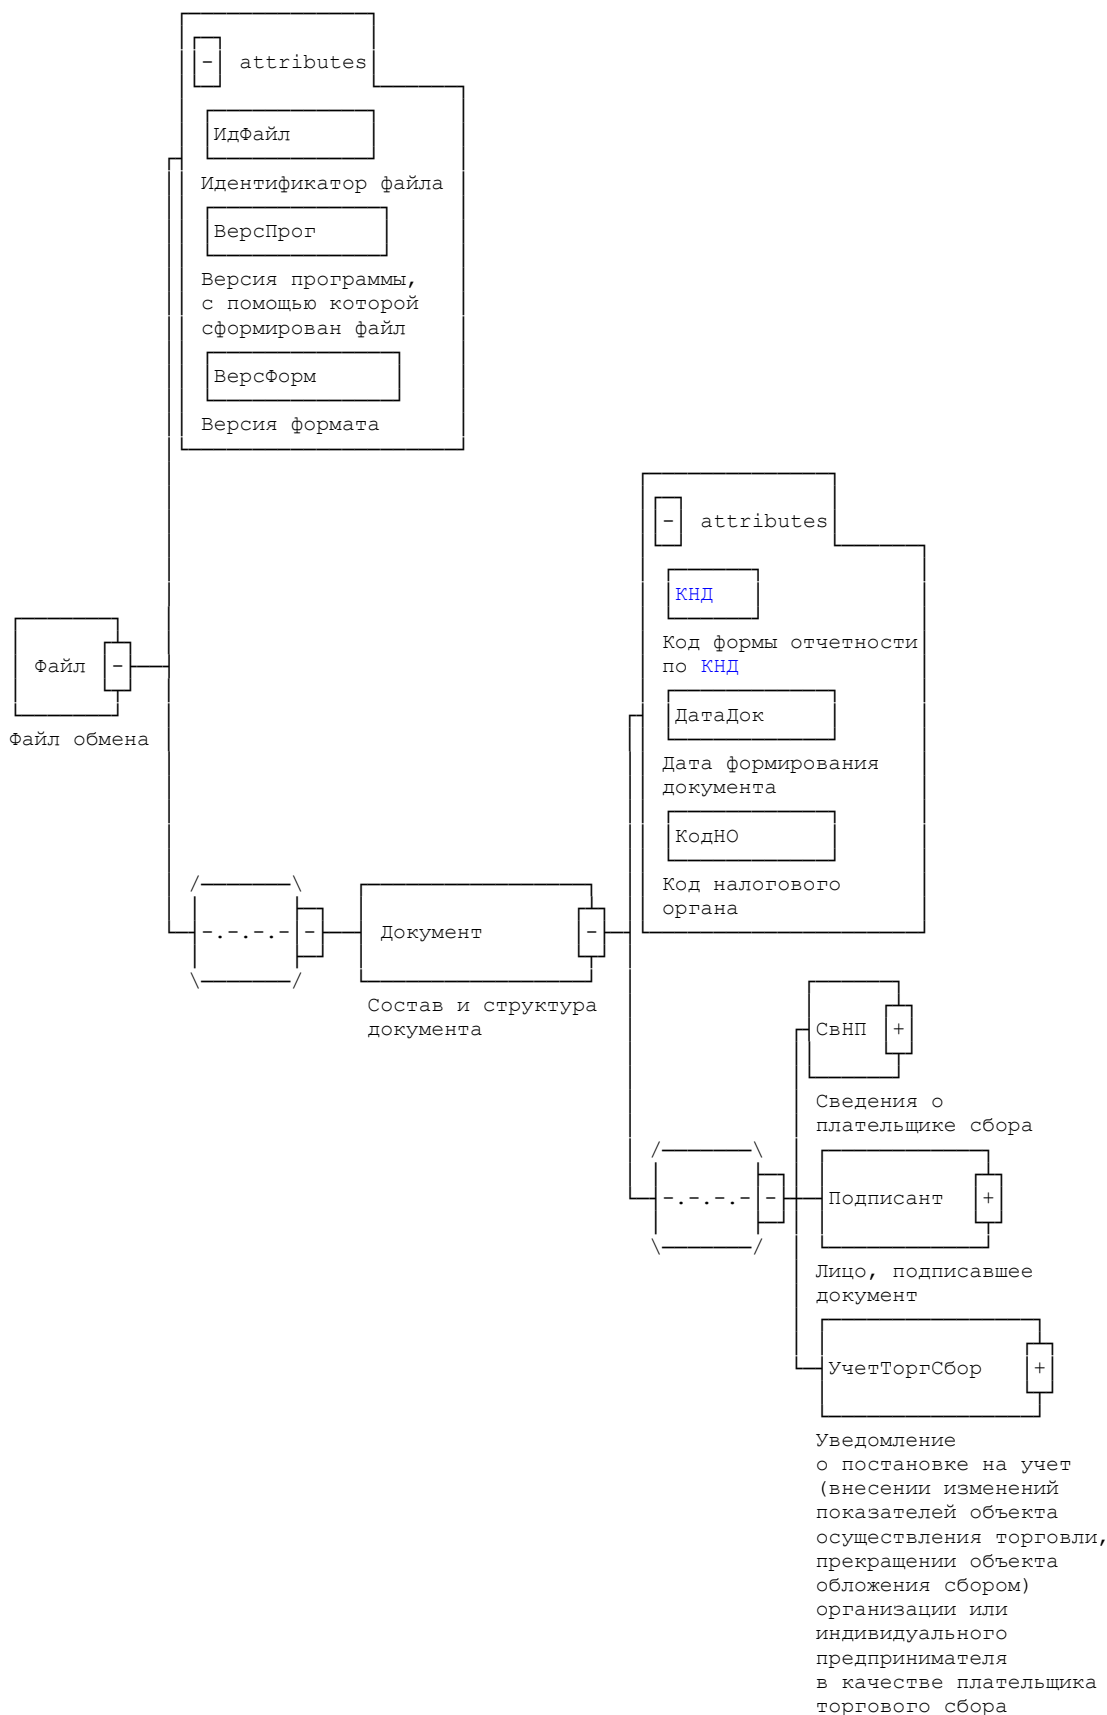 - attributes
ИдФайл
Идентификатор файла
ВерсПрог
Версия программы,
с помощью которой
сформирован файл
ВерсФорм
Версия формата
- attributes
КНД
Код формы отчетности
по КНД
Файл -
Файл обмена
ДатаДок
Дата формирования
документа
КодНО
Код налогового
органа
-.-.-.- -
Документ -
Состав и структура
документа
СвНП +
Сведения о
плательщике сбора
-.-.-.- -
Подписант +
Лицо, подписавшее
документ
УчетТоргСбор +
Уведомление
о постановке на учет
(внесении изменений
показателей объекта
осуществления торговли,
прекращении объекта
обложения сбором)
организации или
индивидуального
предпринимателя
в качестве плательщика
торгового сбора